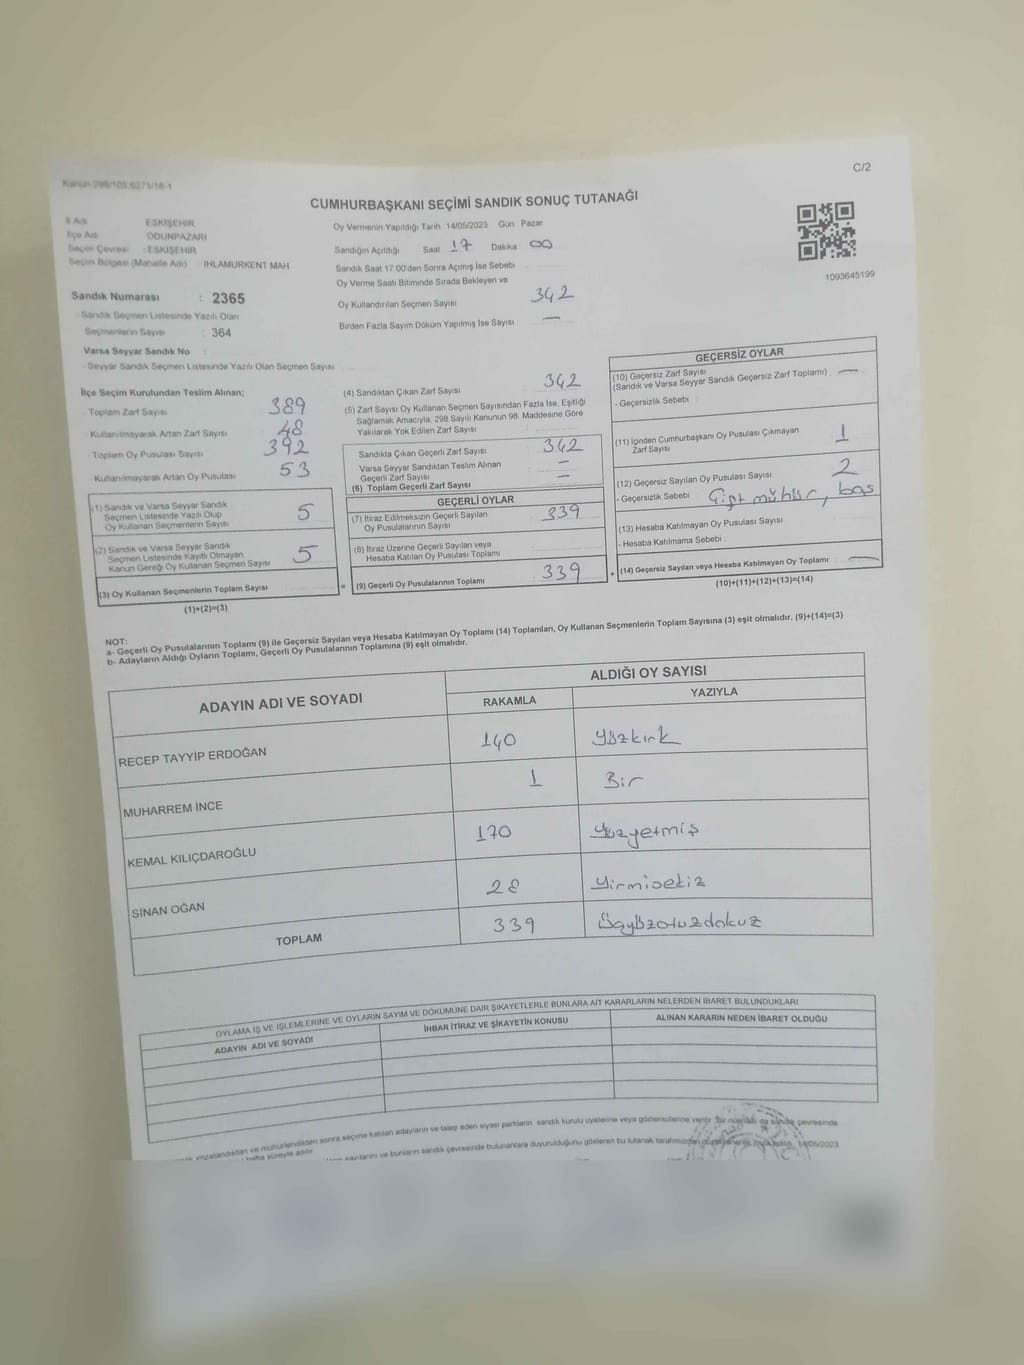 Kanun 298/105;6271/18-1
C/2
CUMHURBAŞKANI SEÇİMİ SANDIK SONUÇ TUTANAĞI
İl Adı ESKİŞEHİR
İlçe Adı ODUNPAZARI
Seçim Çevresi : ESKİŞEHİR
Seçim Bölgesi (Mahalle Adı) IHLAMURKENT MAH.
Sandık Numarası : 2365
- Sandık Seçmen Listesinde Yazılı Olan
Seçmenlerin Sayısı : 364
Varsa Seyyar Sandık No :
- Seyyar Sandık Seçmen Listesinde Yazılı Olan Seçmen Sayısı :
Oy Vermenin Yapıldığı Tarih 14/05/2023 Gün Pazar
Sandığın Açıldığı Saat 17 Dakika 00
Sandık Saat 17:00'den Sonra Açımış İse Sebebi
Oy Verme Saati Bitiminde Sırada Bekleyen ve
Oy Kullandırılan Seçmen Sayısı 342
Birden Fazla Sayım Döküm Yapılmış İse Sayısı —
1093645199
İlçe Seçim Kurulundan Teslim Alınan;
- Toplam Zarf Sayısı 389
- Kullanılmayarak Artan Zarf Sayısı 48
- Toplam Oy Pusulası Sayısı 392
- Kullanılmayarak Artan Oy Pusulası 53
(1) Sandık ve Varsa Seyyar Sandık
Seçmen Listesinde Yazılı Olup
Oy Kullanan Seçmenlerin Sayısı 5
(2) Sandık ve Varsa Seyyar Sandık
Seçmen Listesinde Kayıtlı Olmayan
Kanun Gereği Oy Kullanan Seçmen Sayısı 5
(3) Oy Kullanan Seçmenlerin Toplam Sayısı
(1)+(2)=(3)
(4) Sandıktan Çıkan Zarf Sayısı 342
(5) Zarf Sayısı Oy Kullanan Seçmen Sayısından Fazla İse, Eşitliği
Sağlamak Amacıyla, 298 Sayılı Kanunun 98. Maddesine Göre
Yakılarak Yok Edilen Zarf Sayısı —
Sandıkta Çıkan Geçerli Zarf Sayısı 342
Varsa Seyyar Sandıktan Teslim Alınan
Geçerli Zarf Sayısı —
(6) Toplam Geçerli Zarf Sayısı —
GEÇERLİ OYLAR
(7) İtiraz Edilmeksizin Geçerli Sayılan
Oy Pusulalarının Sayısı 339
(8) İtiraz Üzerine Geçerli Sayılan veya
Hesaba Katılan Oy Pusulası Toplamı
= (9) Geçerli Oy Pusulalarının Toplamı : 339
GEÇERSİZ OYLAR
(10) Geçersiz Zarf Sayısı
(Sandık ve Varsa Seyyar Sandık Geçersiz Zarf Toplamı) : —
- Geçersizlik Sebebi :
(11) İçinden Cumhurbaşkanı Oy Pusulası Çıkmayan
Zarf Sayısı 1
(12) Geçersiz Sayılan Oy Pusulası Sayısı 2
- Geçersizlik Sebebi : Çift mühür, boş
(13) Hesaba Katılmayan Oy Pusulası Sayısı
- Hesaba Katılmama Sebebi :
+ (14) Geçersiz Sayılan veya Hesaba Katılmayan Oy Toplamı —
(10)+(11)+(12)+(13)=(14)
NOT:
a- Geçerli Oy Pusulalarının Toplamı (9) ile Geçersiz Sayılan veya Hesaba Katılmayan Oy Toplamı (14) Toplamları, Oy Kullanan Seçmenlerin Toplam Sayısına (3) eşit olmalıdır. (9)+(14)=(3)
b- Adayların Aldığı Oyların Toplamı, Geçerli Oy Pusulalarının Toplamına (9) eşit olmalıdır.
ADAYIN ADI VE SOYADI
ALDIĞI OY SAYISI
RAKAMLA YAZIYLA
RECEP TAYYİP ERDOĞAN 140 Yüzkırk
MUHARREM İNCE 1 Bir
KEMAL KILIÇDAROĞLU 170 Yüzyetmiş
SİNAN OĞAN 28 Yirmisekiz
TOPLAM 339 Üçyüzotuzdokuz
OYLAMA İŞ VE İŞLEMLERİNE VE OYLARIN SAYIM VE DÖKÜMÜNE DAİR ŞİKAYETLERLE BUNLARA AİT KARARLARIN NELERDEN İBARET BULUNDUKLARI
ADAYIN ADI VE SOYADI İHBAR İTİRAZ VE ŞİKAYETİN KONUSU ALINAN KARARIN NEDEN İBARET OLDUĞU
imzalandıktan ve mühürlendikten sonra seçime katılan adayların ve talep eden siyasi partilerin sandık kurulu üyelerine veya gözlemcilerine verilir. Bir nüshası da sandık çevresinde
hafta süreyle asılır.
sayılarını ve bunların sandık çevresinde bulunanlara duyurulduğunu gösteren bu tutanak tarafımızdan 14/05/2023